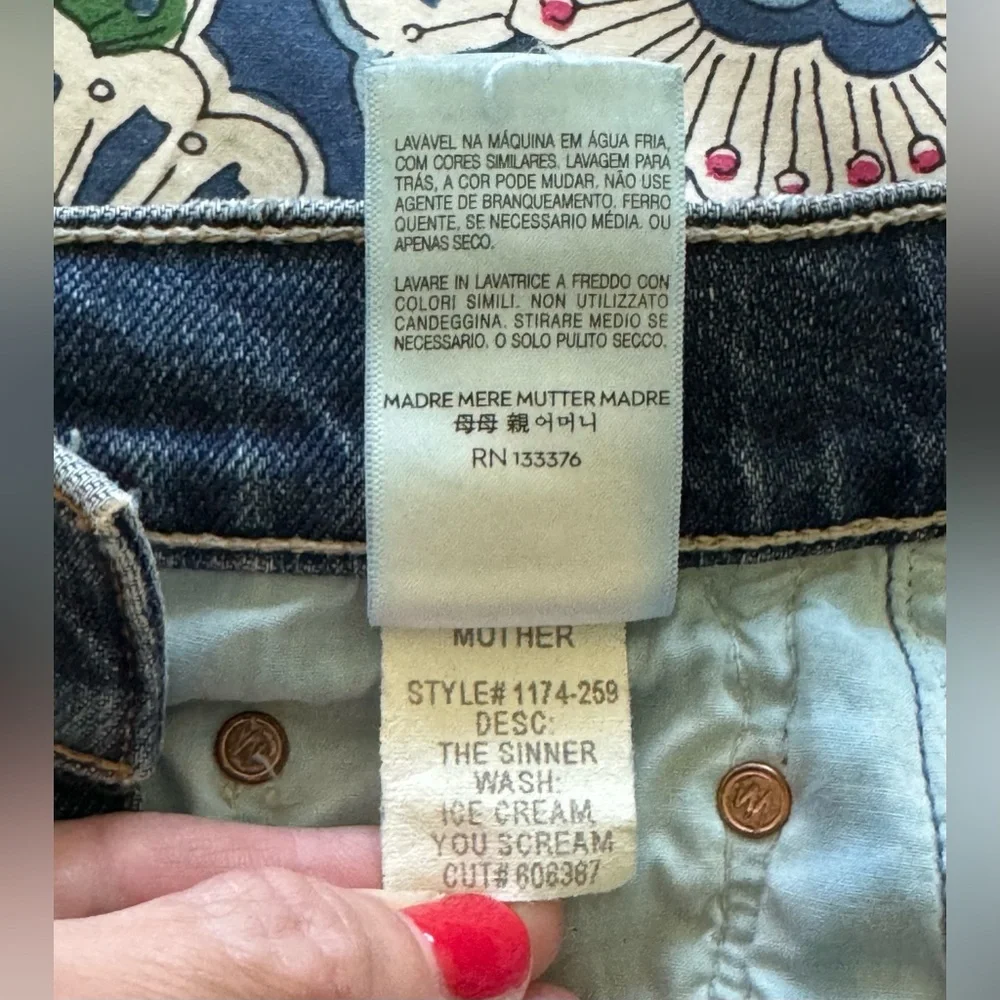 LAVAVEL NA MÁQUINA EM ÁGUA FRIA,
COM CORES SIMILARES. LAVAGEM PARA
TRÁS, A COR PODE MUDAR. NÃO USE
AGENTE DE BRANQUEAMENTO. FERRO
QUENTE, SE NECESSARIO MÉDIA. OU
APENAS SECO.
LAVARE IN LAVATRICE A FREDDO CON
COLORI SIMILI. NON UTILIZZATO
CANDEGGINA. STIRARE MEDIO SE
NECESSARIO. O SOLO PULITO SECCO.
MADRE MERE MUTTER MADRE
母母 親 어머니
RN 133376
MOTHER
STYLE# 1174-259
DESC:
THE SINNER
WASH:
ICE CREAM,
YOU SCREAM
CUT# 606387